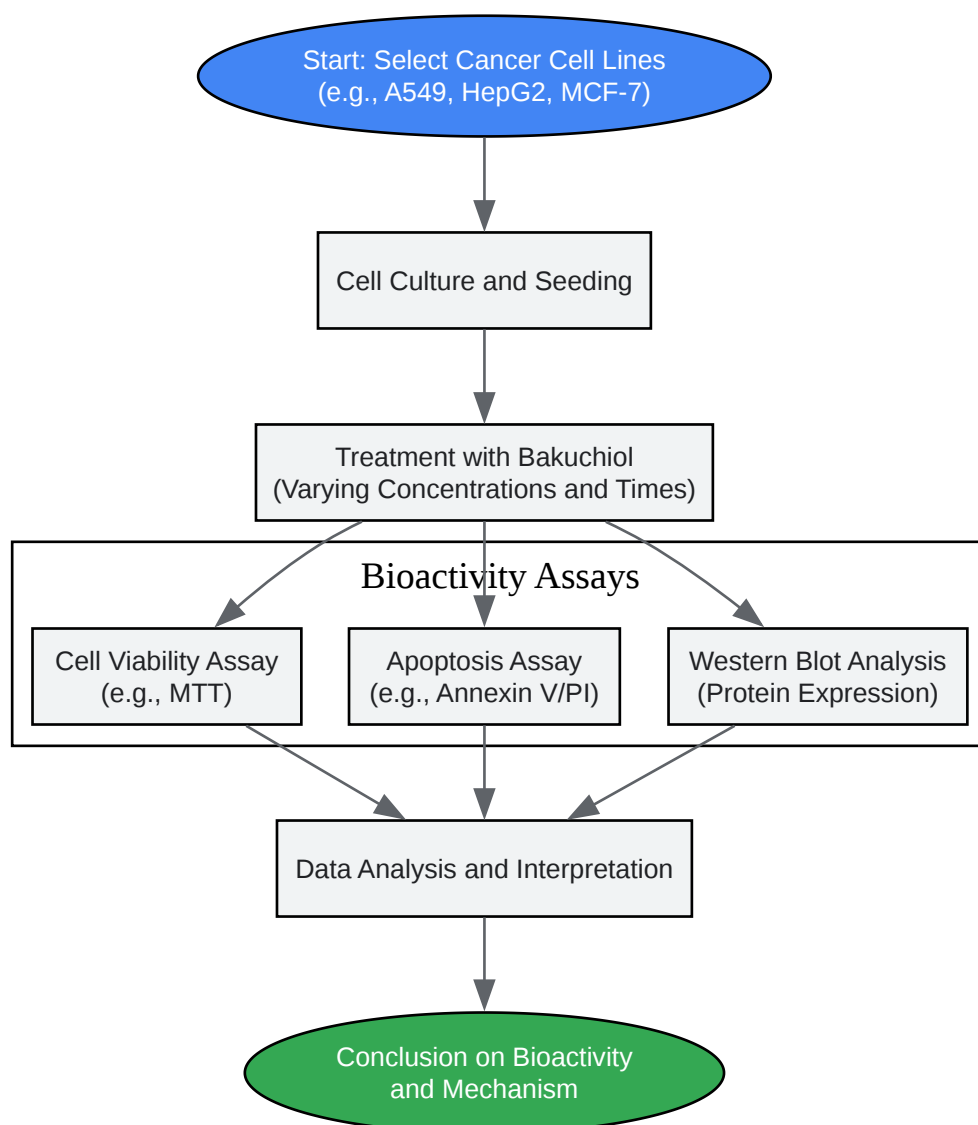 Start: Select Cancer Cell Lines
(e.g., A549, HepG2, MCF-7)
Cell Culture and Seeding
Treatment with Bakuchiol
(Varying Concentrations and Times)
Bioactivity Assays
Cell Viability Assay
(e.g., MTT)
Apoptosis Assay
(e.g., Annexin V/PI)
Western Blot Analysis
(Protein Expression)
Data Analysis and Interpretation
Conclusion on Bioactivity
and Mechanism